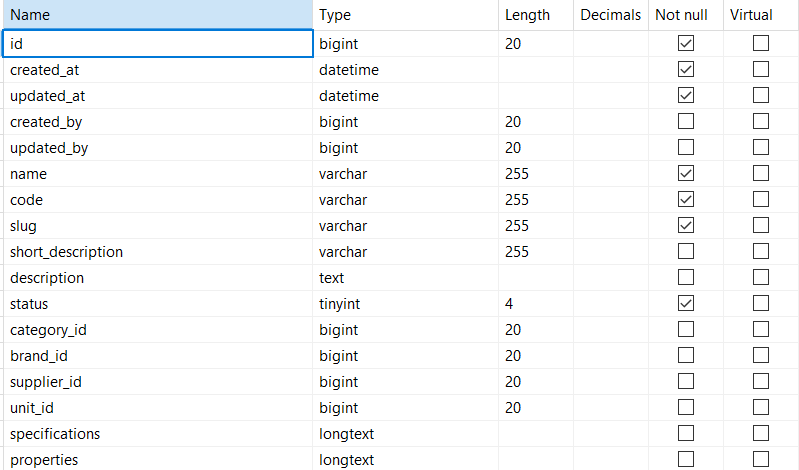 Name Type Length Decimals Not null Virtual
id bigint 20
created_at datetime
updated_at datetime
created_by bigint 20
updated_by bigint 20
name varchar 255
code varchar 255
slug varchar 255
short_description varchar 255
description text
status tinyint 4
category_id bigint 20
brand_id bigint 20
supplier_id bigint 20
unit_id bigint 20
specifications longtext
properties longtext